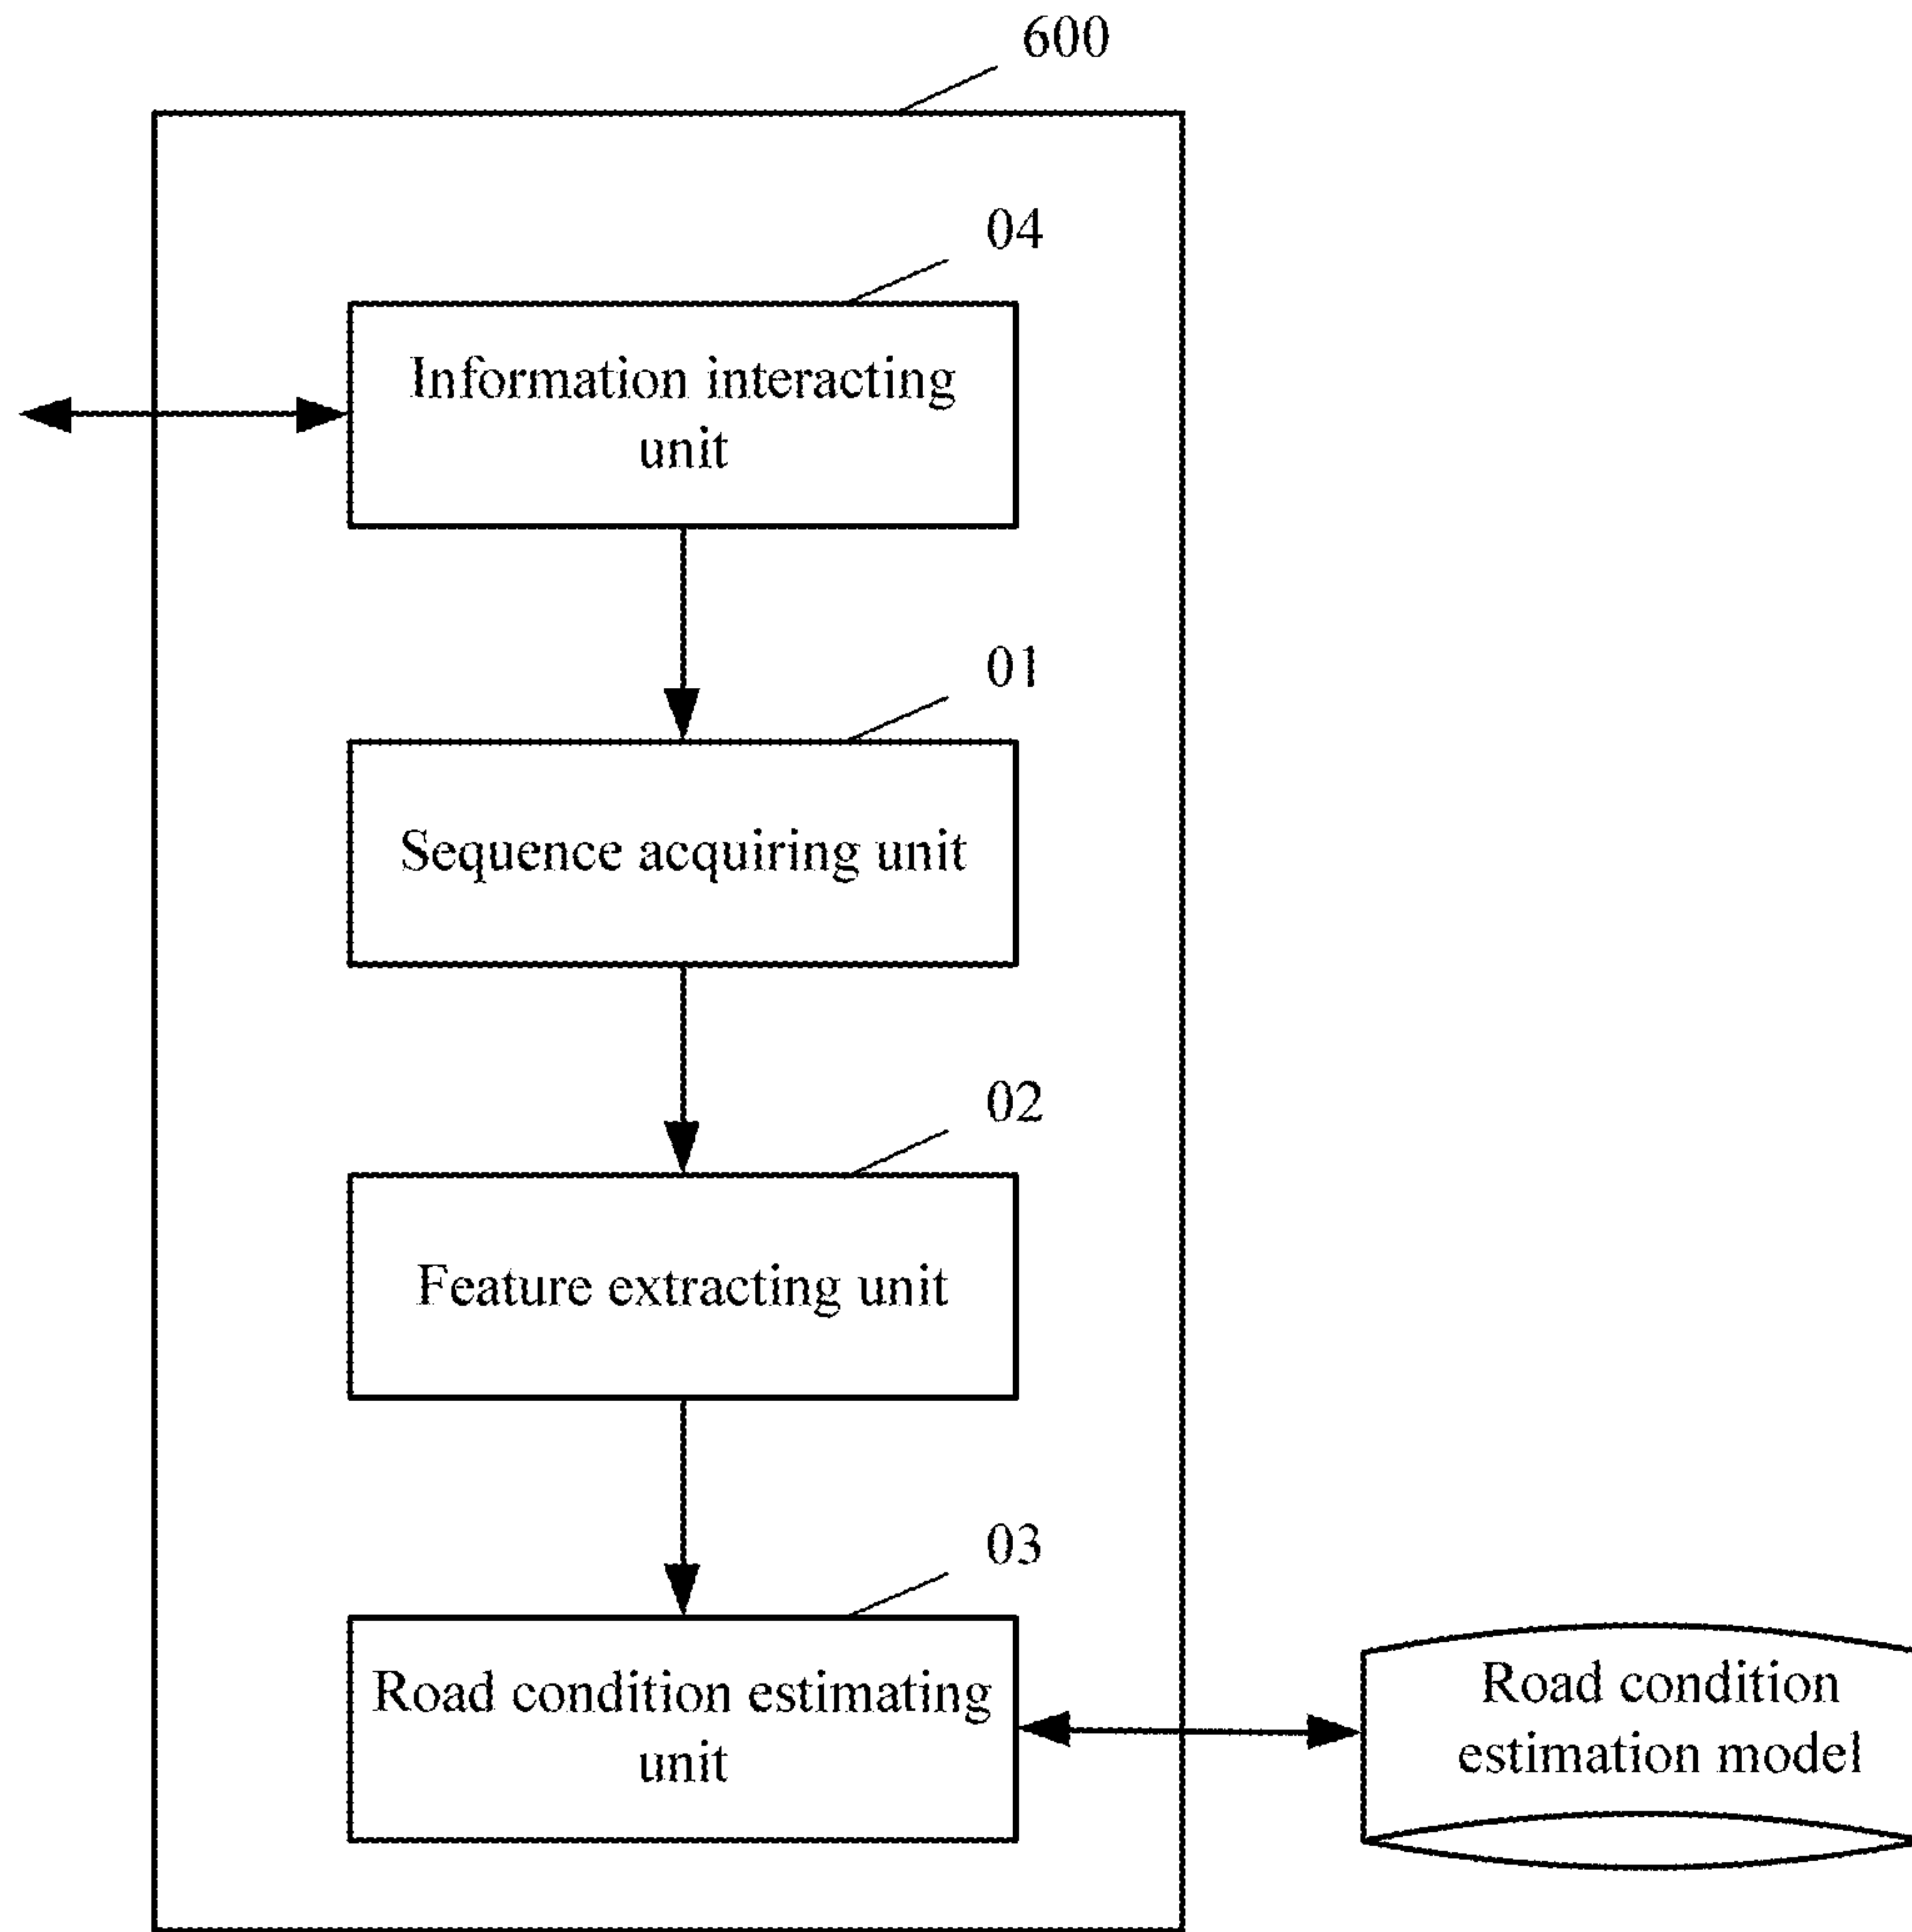 600
04
Information interacting
unit
01
Sequence acquiring unit
02
Feature extracting unit
03
Road condition estimating
unit
Road condition
estimation model